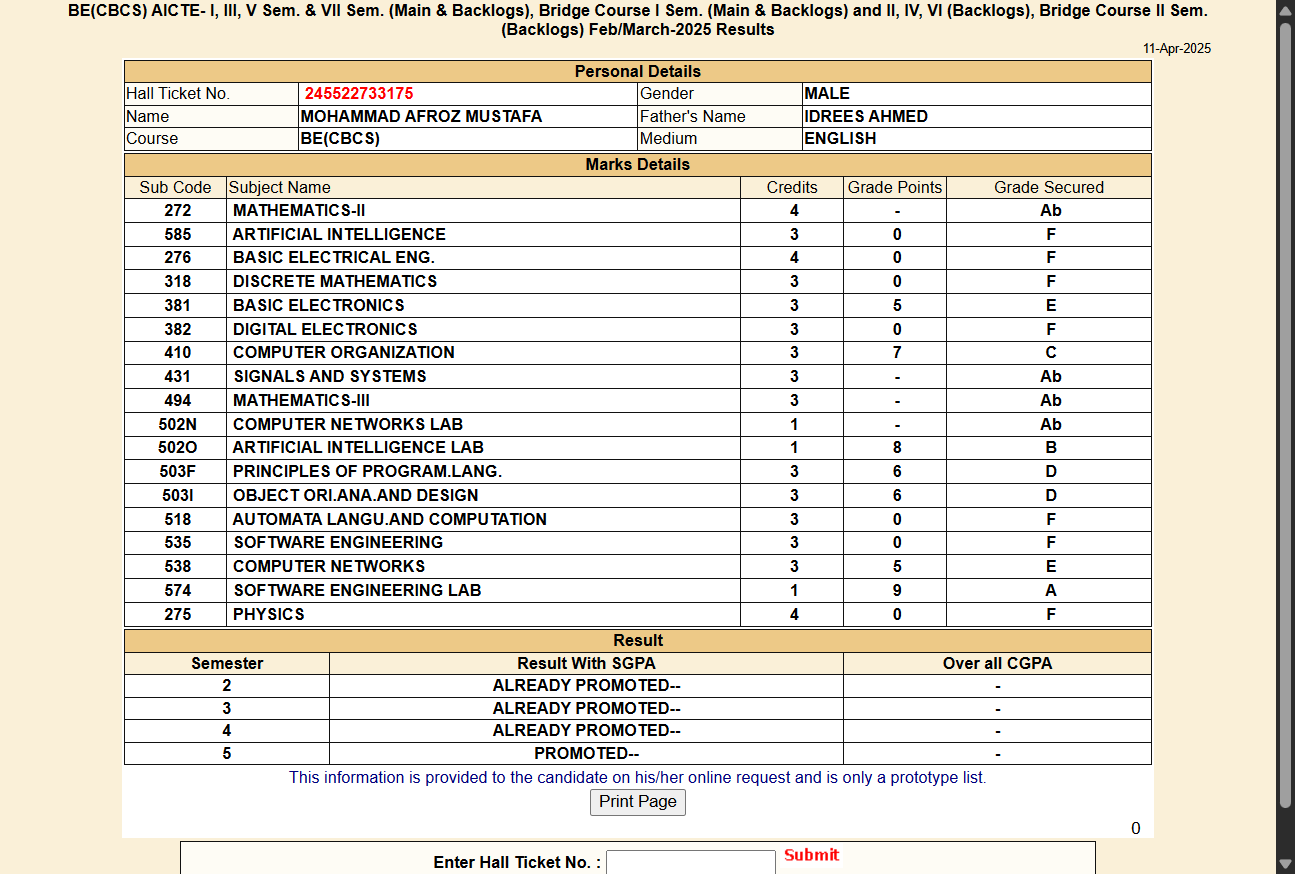 BE(CBCS) AICTE- I, III, V Sem. & VII Sem. (Main & Backlogs), Bridge Course I Sem. (Main & Backlogs) and II, IV, VI (Backlogs), Bridge Course II Sem.
(Backlogs) Feb/March-2025 Results
11-Apr-2025
Personal Details
Hall Ticket No. 245522733175 Gender MALE
Name MOHAMMAD AFROZ MUSTAFA Father's Name IDREES AHMED
Course BE(CBCS) Medium ENGLISH
Marks Details
Sub Code Subject Name Credits Grade Points Grade Secured
272 MATHEMATICS-II 4 - Ab
585 ARTIFICIAL INTELLIGENCE 3 0 F
276 BASIC ELECTRICAL ENG. 4 0 F
318 DISCRETE MATHEMATICS 3 0 F
381 BASIC ELECTRONICS 3 5 E
382 DIGITAL ELECTRONICS 3 0 F
410 COMPUTER ORGANIZATION 3 7 C
431 SIGNALS AND SYSTEMS 3 - Ab
494 MATHEMATICS-III 3 - Ab
502N COMPUTER NETWORKS LAB 1 - Ab
502O ARTIFICIAL INTELLIGENCE LAB 1 8 B
503F PRINCIPLES OF PROGRAM.LANG. 3 6 D
503I OBJECT ORI.ANA.AND DESIGN 3 6 D
518 AUTOMATA LANGU.AND COMPUTATION 3 0 F
535 SOFTWARE ENGINEERING 3 0 F
538 COMPUTER NETWORKS 3 5 E
574 SOFTWARE ENGINEERING LAB 1 9 A
275 PHYSICS 4 0 F
Result
Semester Result With SGPA Over all CGPA
2 ALREADY PROMOTED-- -
3 ALREADY PROMOTED-- -
4 ALREADY PROMOTED-- -
5 PROMOTED-- -
This information is provided to the candidate on his/her online request and is only a prototype list.
Print Page
0
Enter Hall Ticket No. : Submit